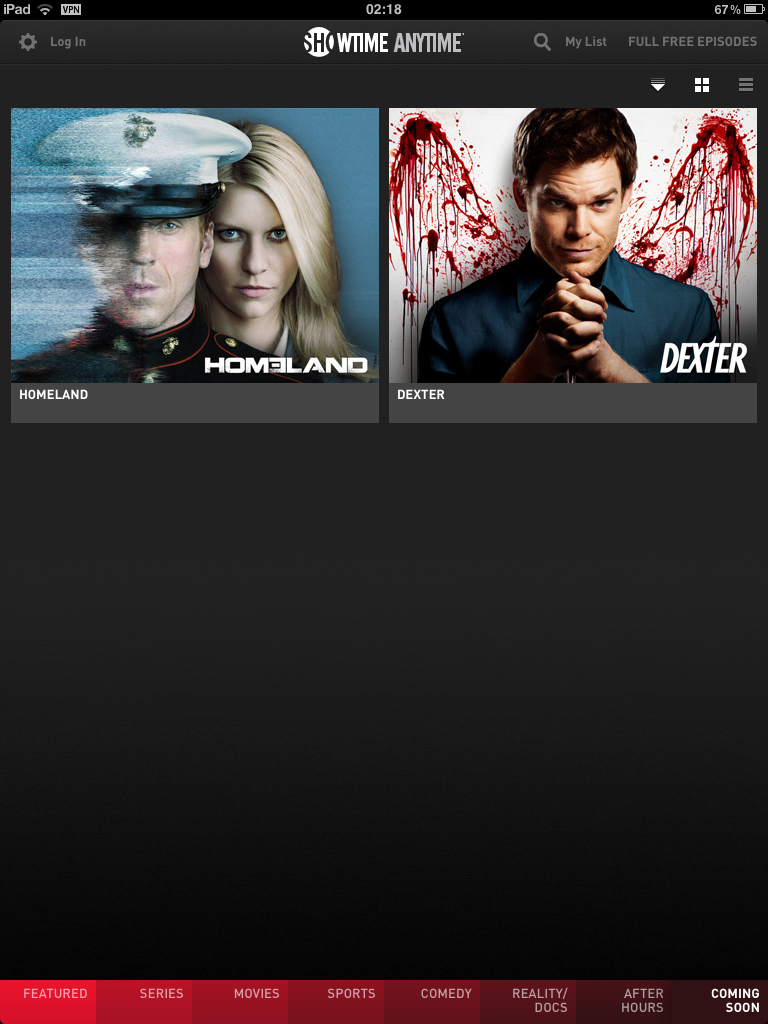 iPad VPN 02:18 67%
Log In SHOWTIME ANYTIME My List FULL FREE EPISODES
HOMELAND DEXTER
HOMELAND DEXTER
FEATURED SERIES MOVIES SPORTS COMEDY REALITY/ AFTER COMING
DOCS HOURS SOON